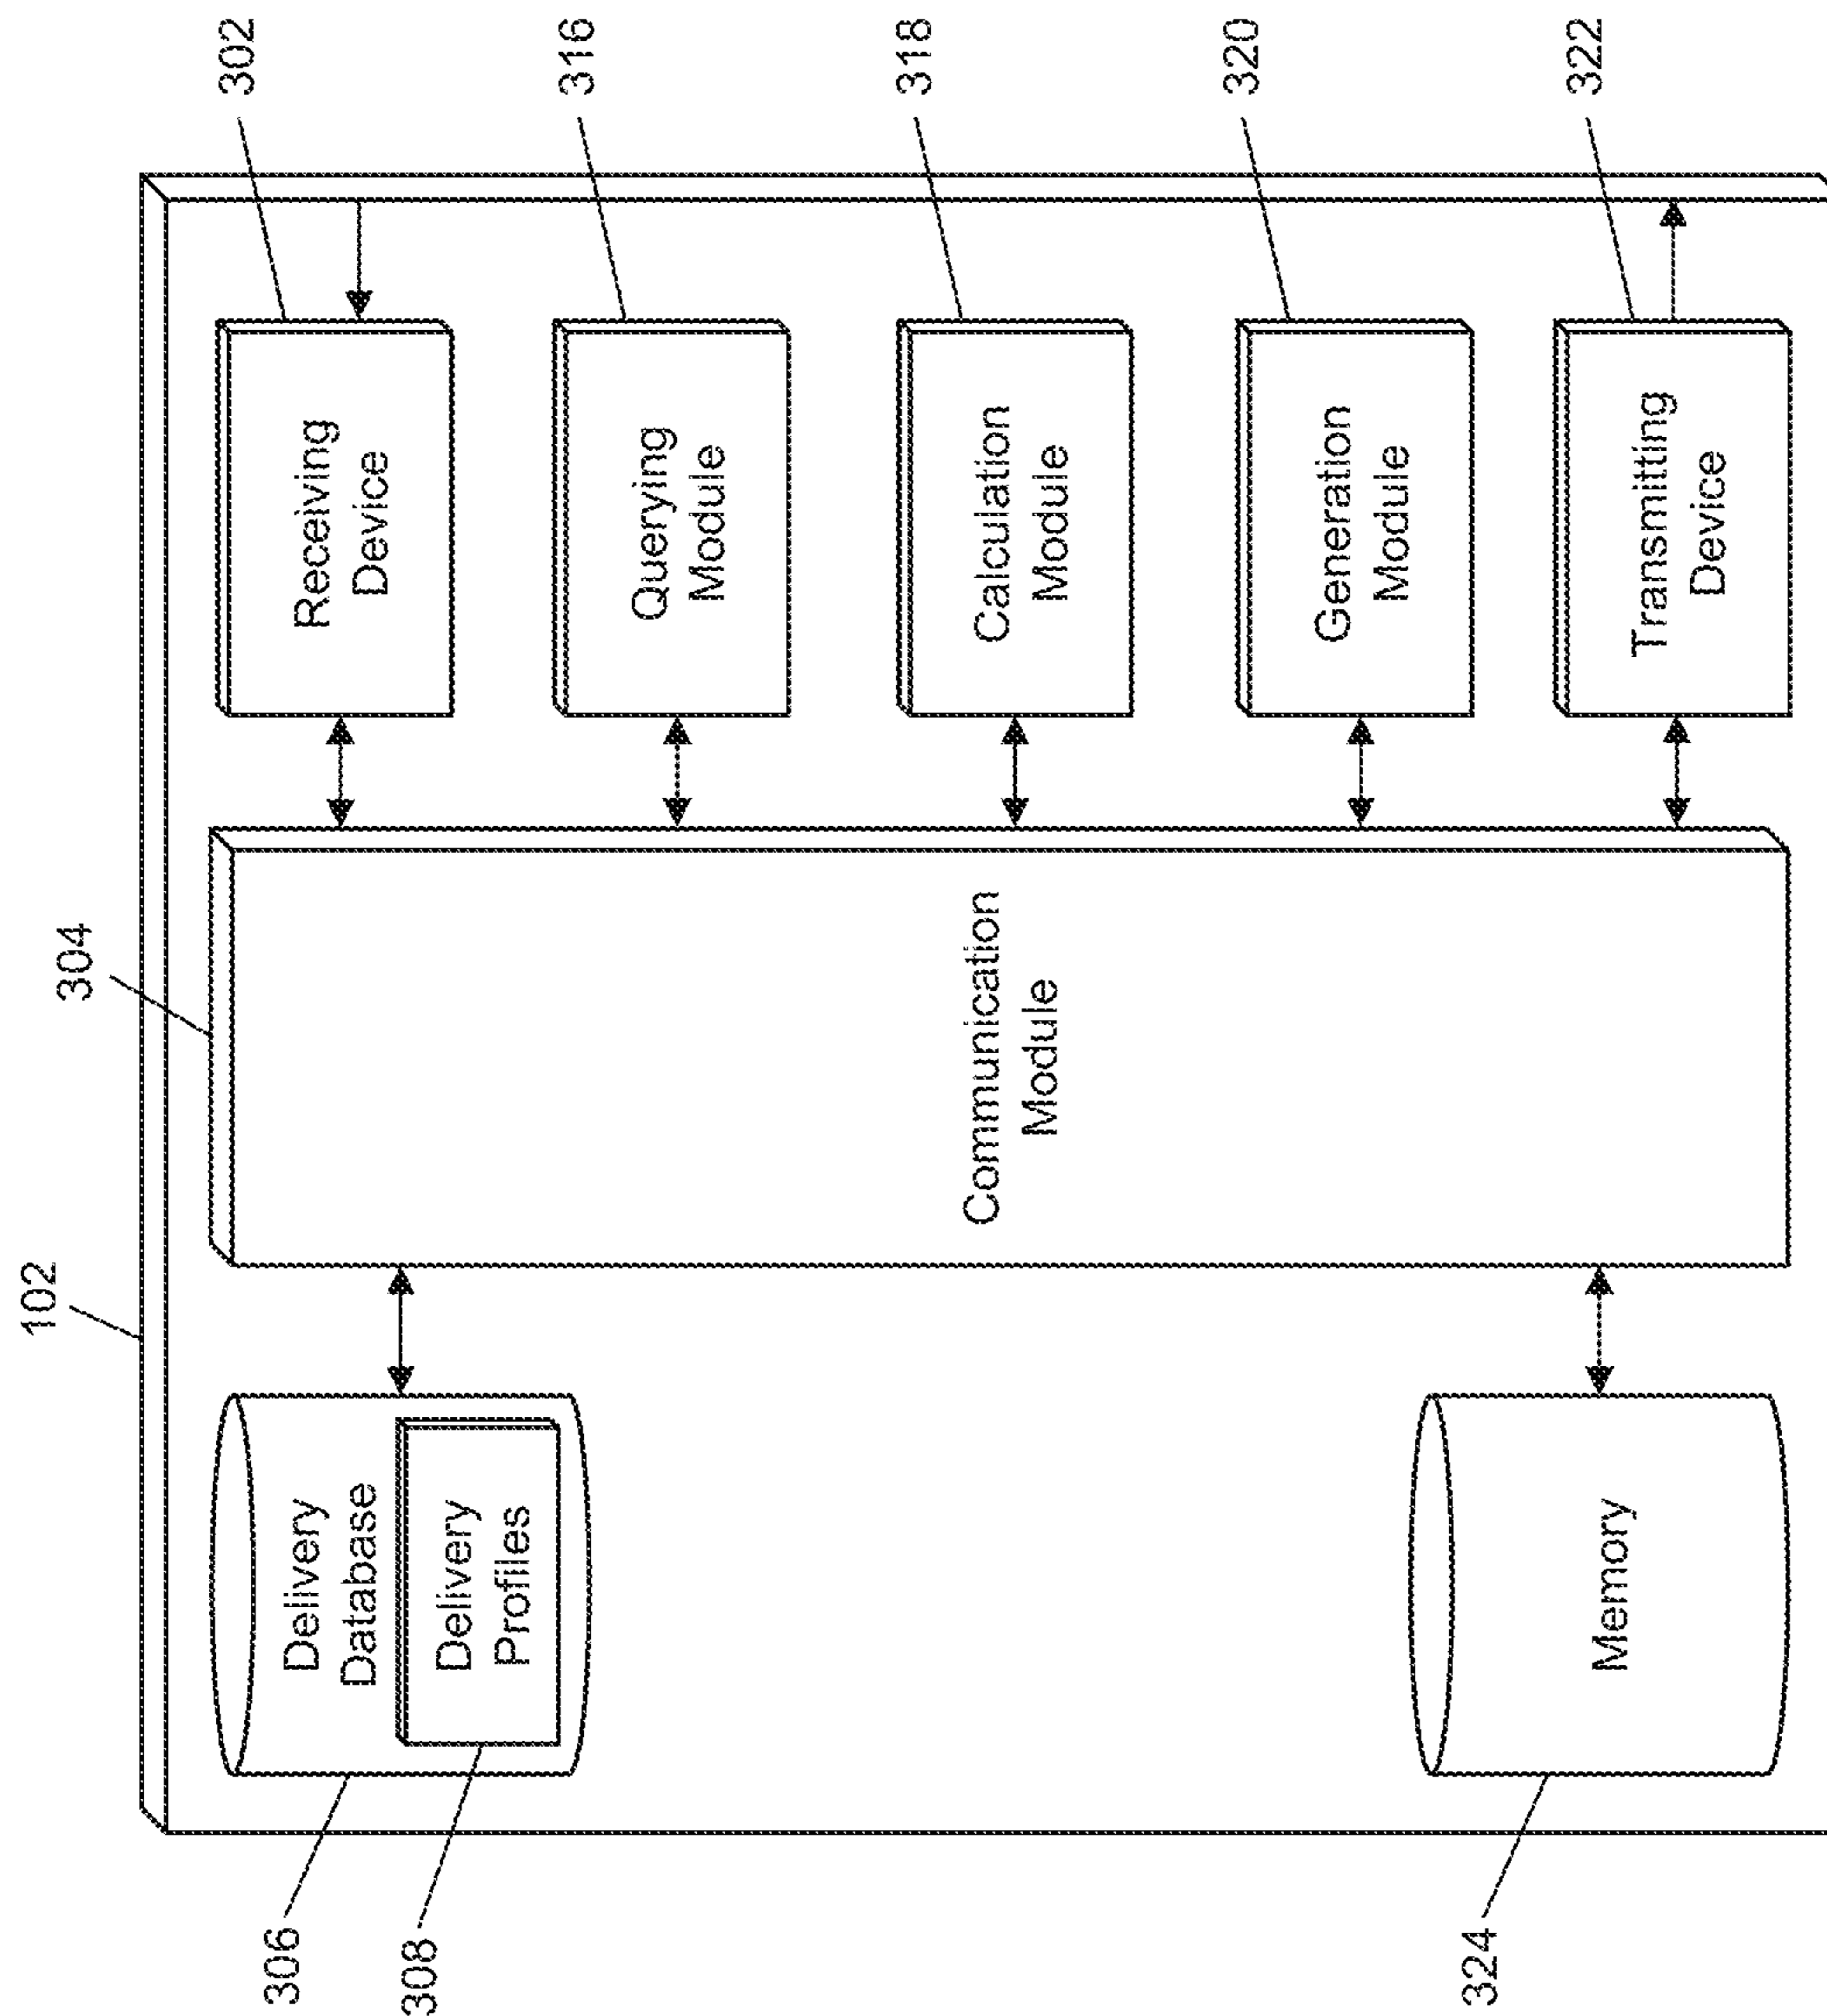 102
304
306
Delivery
Database
308
Delivery
Profiles
324
Memory
Communication
Module
Receiving
Device
302
Querying
Module
316
Calculation
Module
318
Generation
Module
320
Transmitting
Device
322